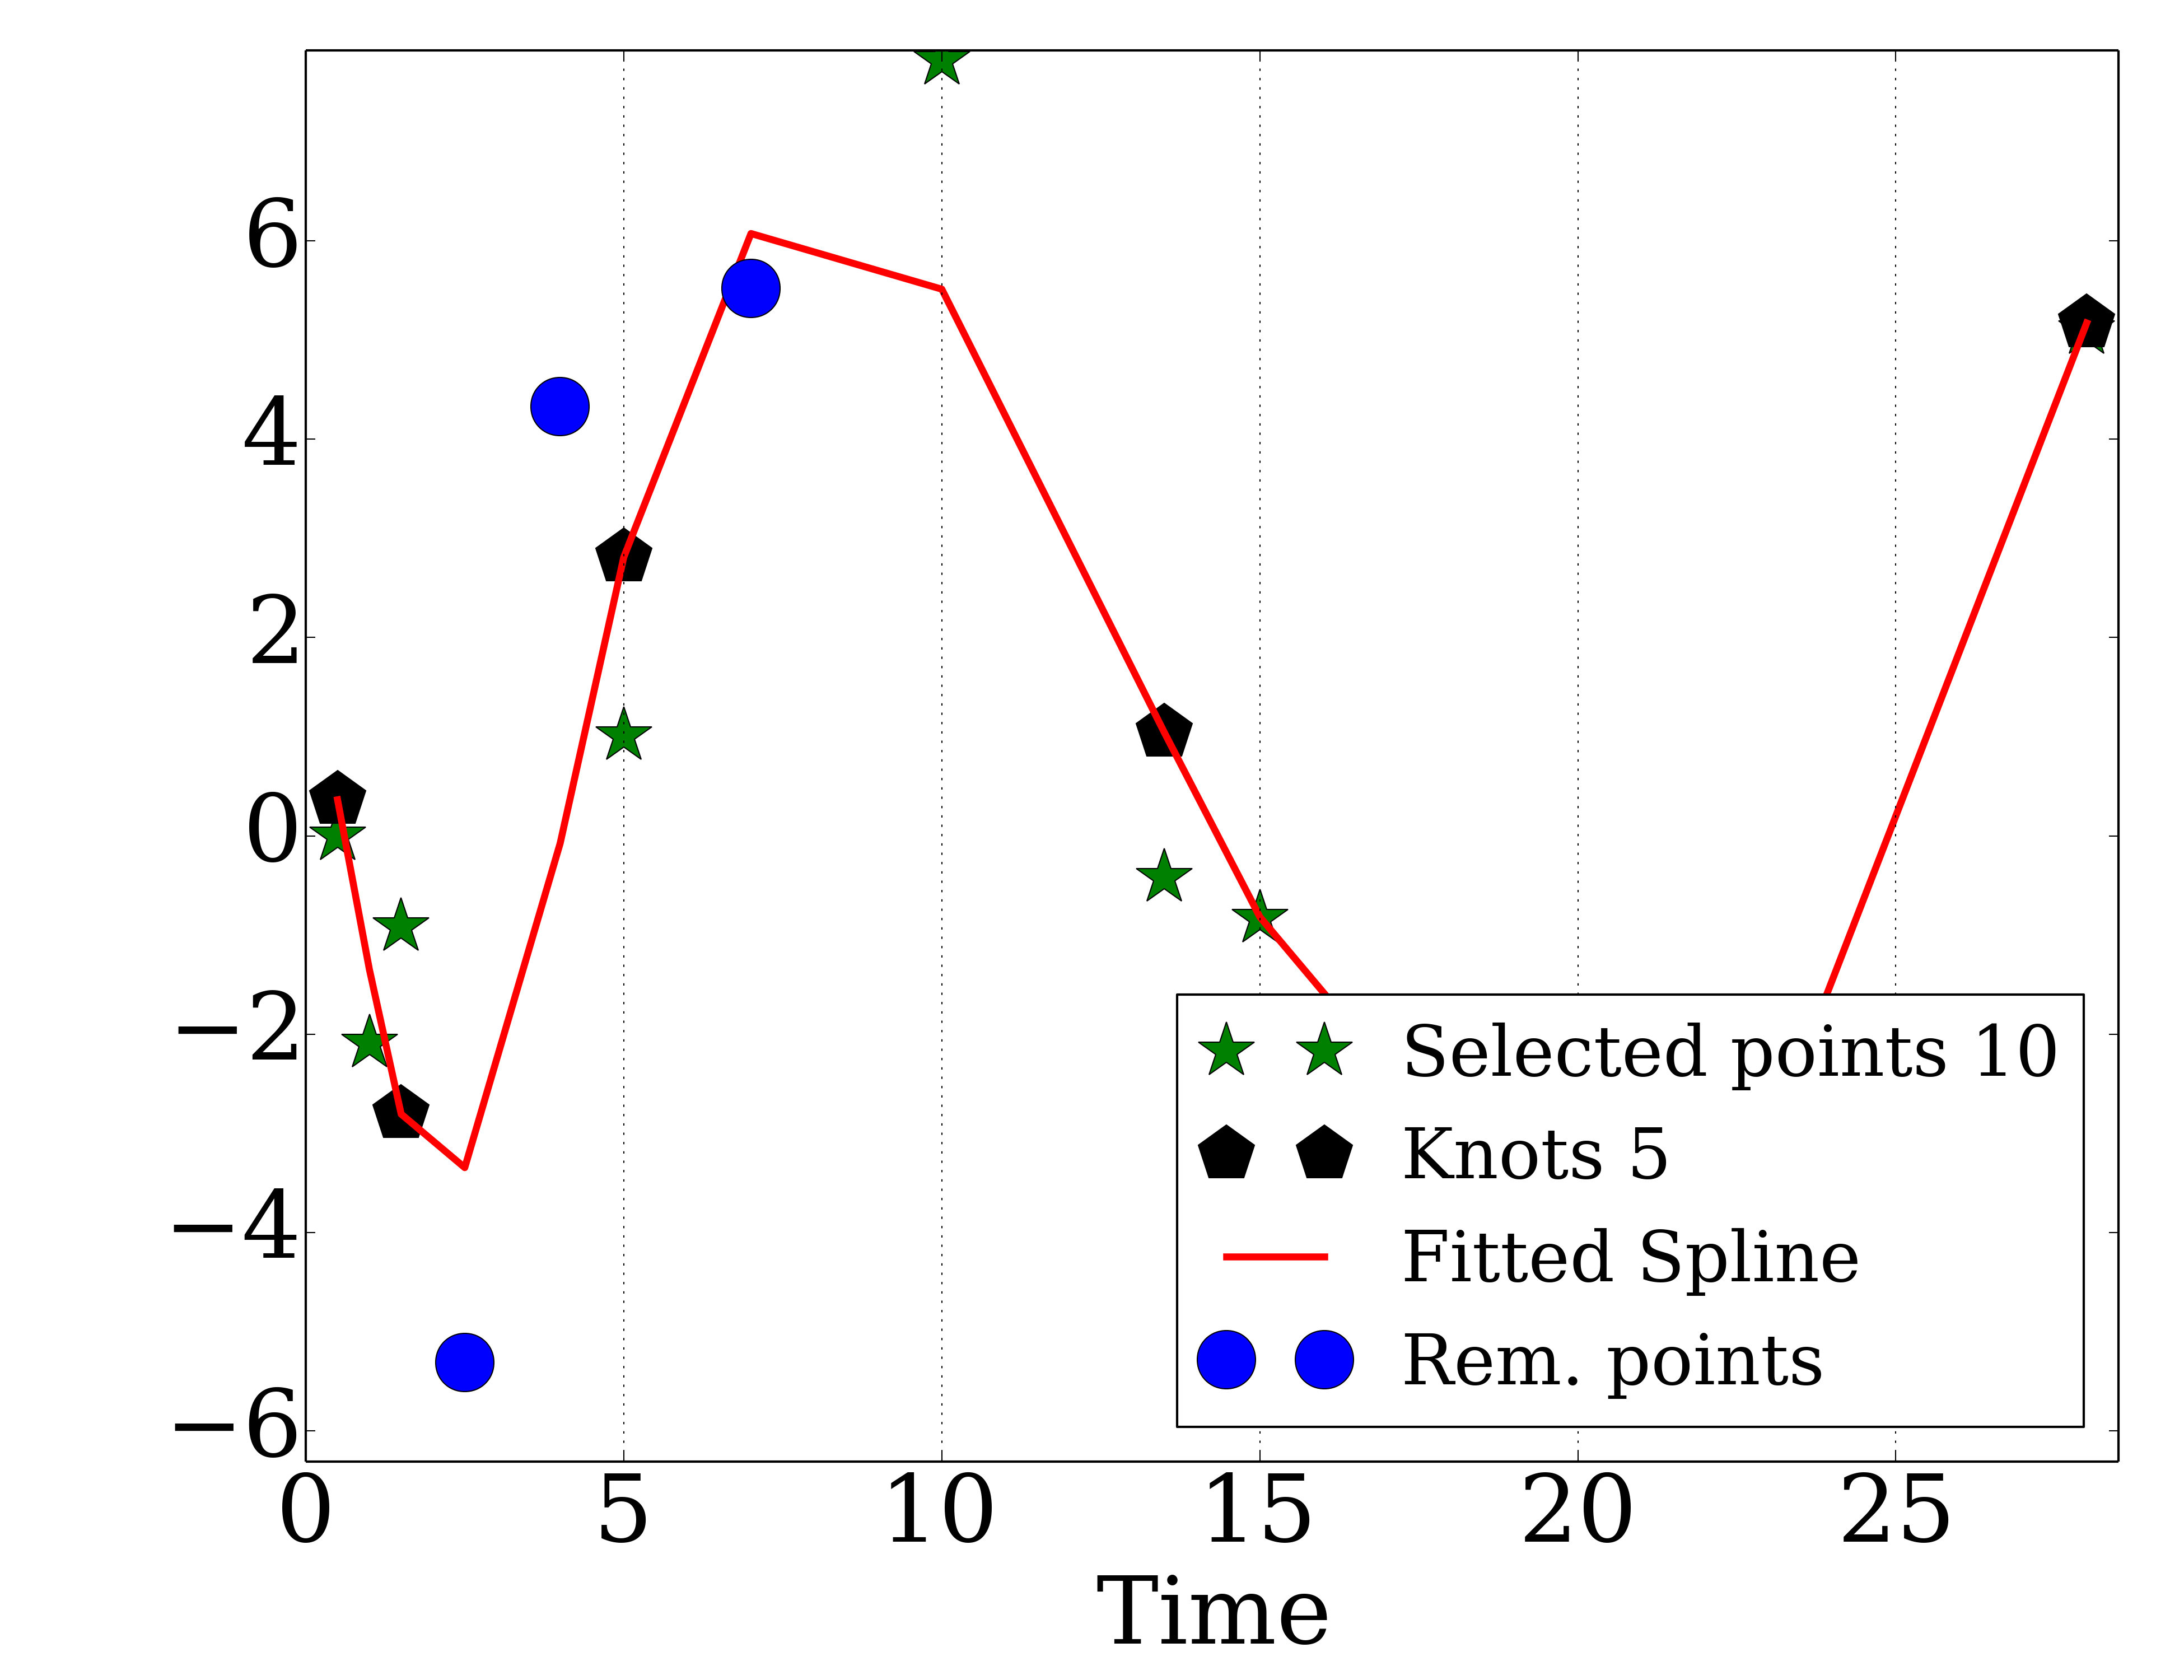 6
4
2
0
−2
−4
−6
Selected points 10
Knots 5
Fitted Spline
Rem. points
0 5 10 15 20 25
Time